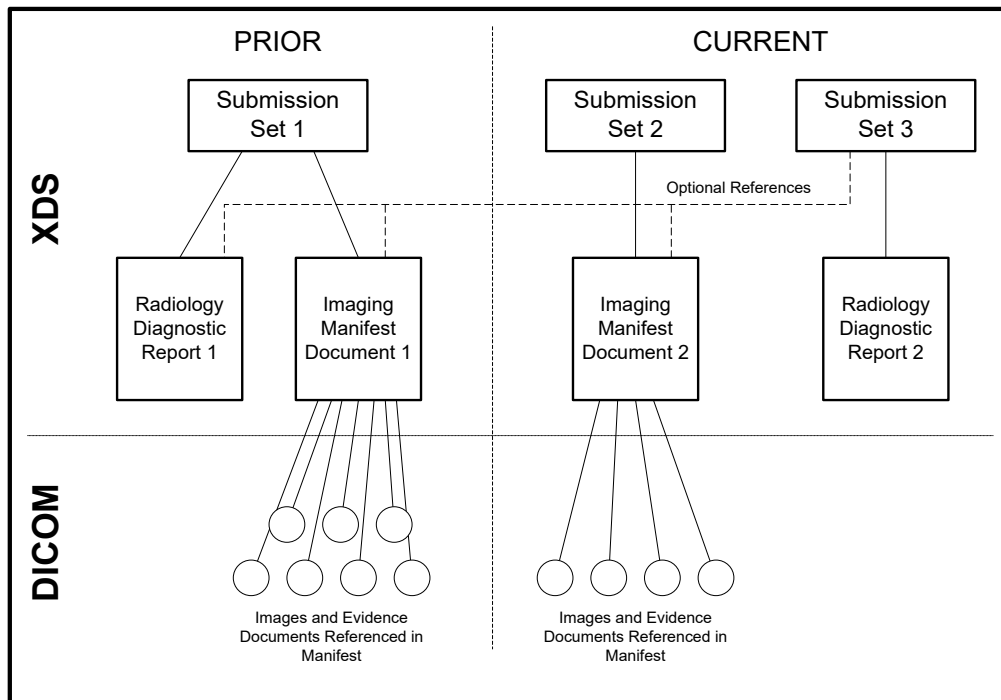 PRIOR
CURRENT
Submission
Set 1
Submission
Set 2
Submission
Set 3
Optional References
XDS
Radiology
Diagnostic
Report 1
Imaging
Manifest
Document 1
Imaging
Manifest
Document 2
Radiology
Diagnostic
Report 2
DICOM
Images and Evidence
Documents Referenced in
Manifest
Images and Evidence
Documents Referenced in
Manifest